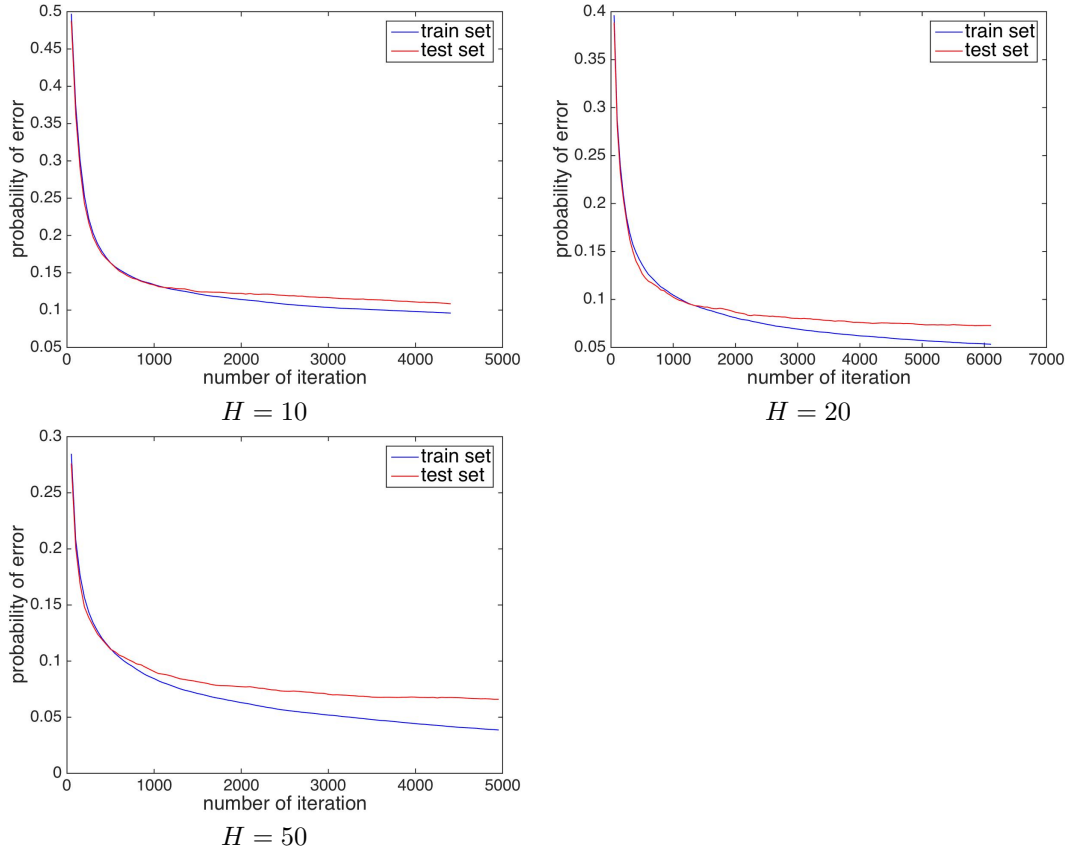 0.5
0.45
0.4
0.35
0.3
0.25
0.2
0.15
0.1
0.05
probability of error
train set
test set
0 1000 2000 3000 4000 5000
number of iteration
H = 10
0.4
0.35
0.3
0.25
0.2
0.15
0.1
0.05
probability of error
train set
test set
0 1000 2000 3000 4000 5000 6000 7000
number of iteration
H = 20
0.3
0.25
0.2
0.15
0.1
0.05
0
probability of error
train set
test set
0 1000 2000 3000 4000 5000
number of iteration
H = 50